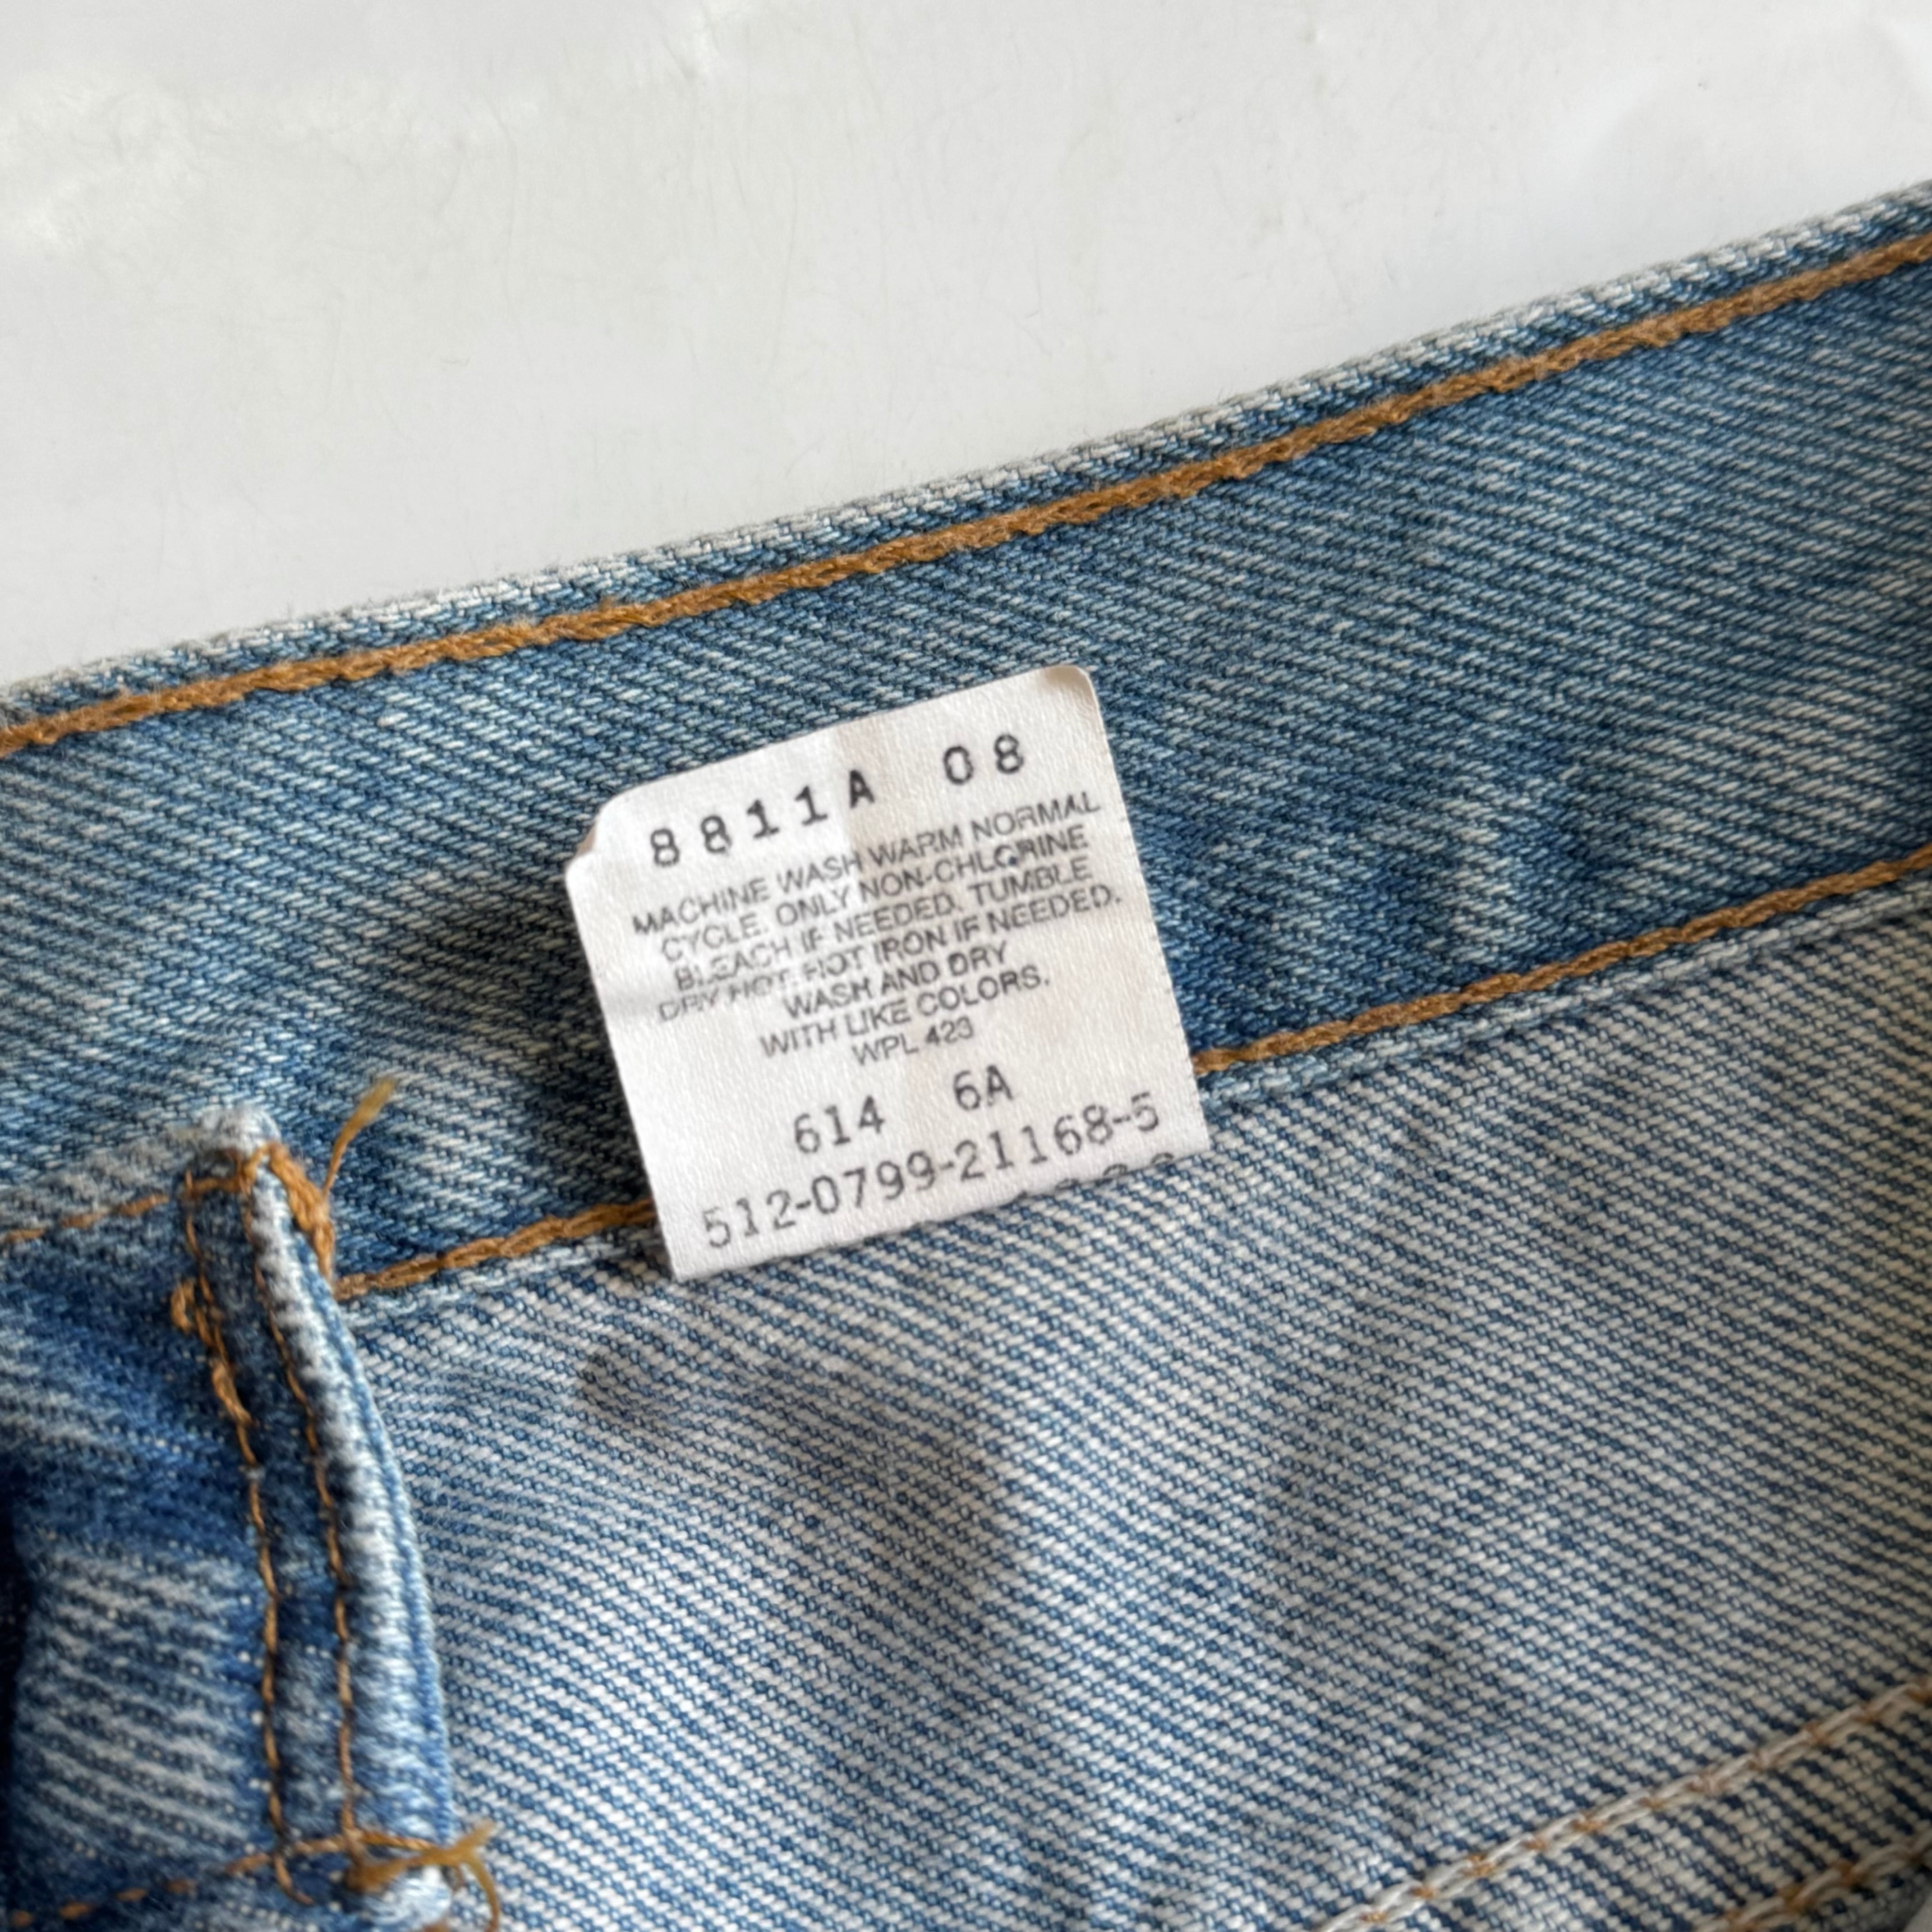 8811A 08
MACHINE WASH WARM NORMAL
CYCLE. ONLY NON-CHLORINE
BLEACH IF NEEDED. TUMBLE
DRY HOT. HOT IRON IF NEEDED.
WASH AND DRY
WITH LIKE COLORS.
WPL 423
614 6A
512-0799-21168-5